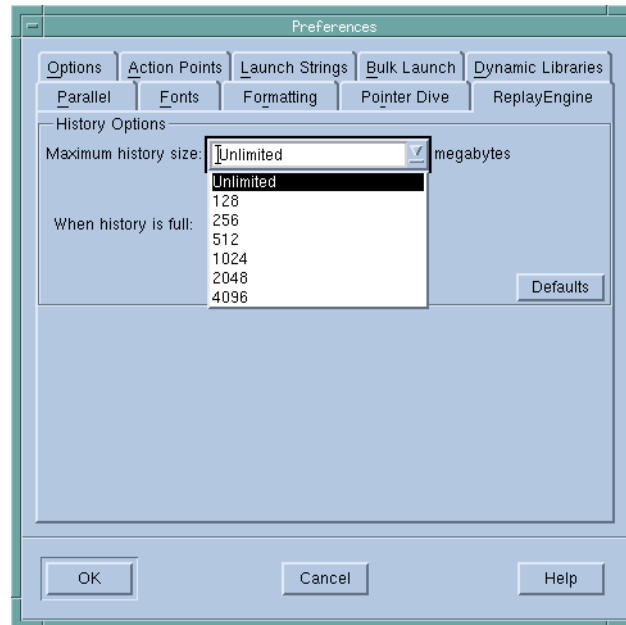 Preferences
Options Action Points Launch Strings Bulk Launch Dynamic Libraries
Parallel Fonts Formatting Pointer Dive ReplayEngine
History Options
Maximum history size: Unlimited megabytes
Unlimited
128
256
When history is full:
512
1024
2048
4096
Defaults
OK Cancel Help